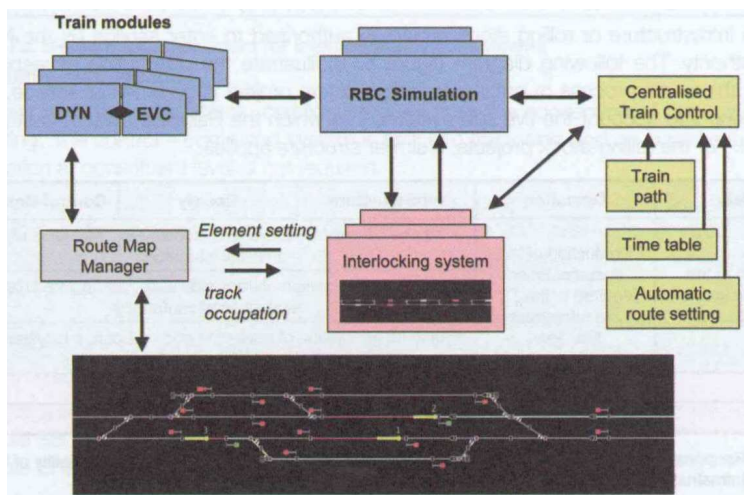 Train modules
DYN
EVC
RBC Simulation
Centralised
Train Control
Train
path
Time table
Automatic
route setting
Route Map
Manager
Element setting
track
occupation
Interlocking system